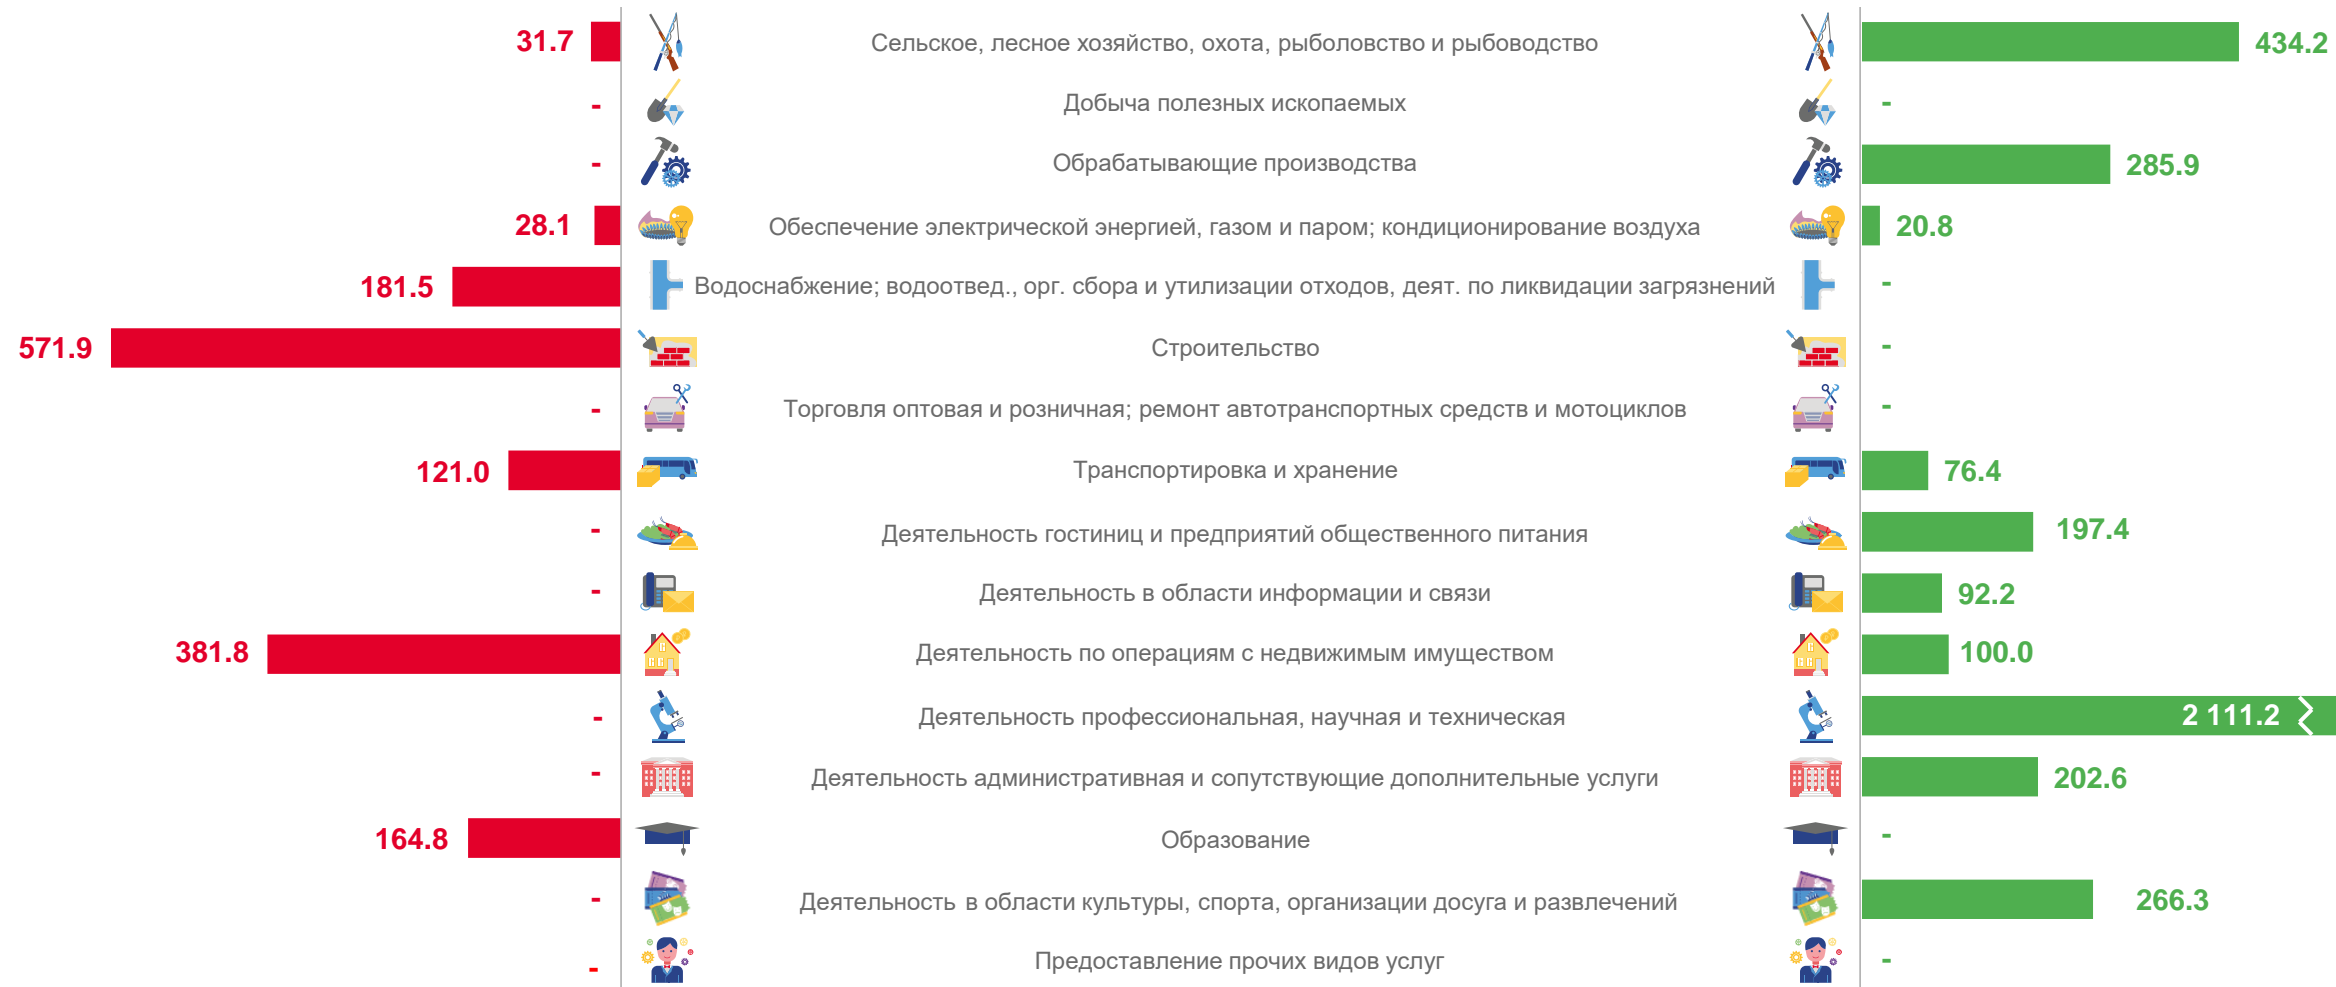 31.7 Сельское, лесное хозяйство, охота, рыболовство и рыбоводство 434.2
- Добыча полезных ископаемых -
- Обрабатывающие производства 285.9
28.1 Обеспечение электрической энергией, газом и паром; кондиционирование воздуха 20.8
181.5 Водоснабжение; водоотвед., орг. сбора и утилизации отходов, деят. по ликвидации загрязнений -
571.9 Строительство -
- Торговля оптовая и розничная; ремонт автотранспортных средств и мотоциклов -
121.0 Транспортировка и хранение 76.4
- Деятельность гостиниц и предприятий общественного питания 197.4
- Деятельность в области информации и связи 92.2
381.8 Деятельность по операциям с недвижимым имуществом 100.0
- Деятельность профессиональная, научная и техническая 2 111.2
- Деятельность административная и сопутствующие дополнительные услуги 202.6
164.8 Образование -
- Деятельность в области культуры, спорта, организации досуга и развлечений 266.3
- Предоставление прочих видов услуг -